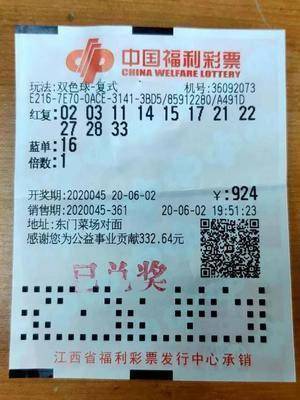 中国福利彩票
CHINA WELFARE LOTTERY
玩法:双色球-复式 机号:36092073
E216-7E70-0ACE-3141-3BD5/85912280/A491D
红复:02 03 11 14 15 17 21 22
27 28 33
蓝单:16
倍数:1
开奖期:2020045 20-06-02 ¥:924
销售期:2020045-361 20-06-02 19:51:23
地址:东门菜场对面
感谢您为公益事业贡献332.64元
已兑奖
江西省福利彩票发行中心承销